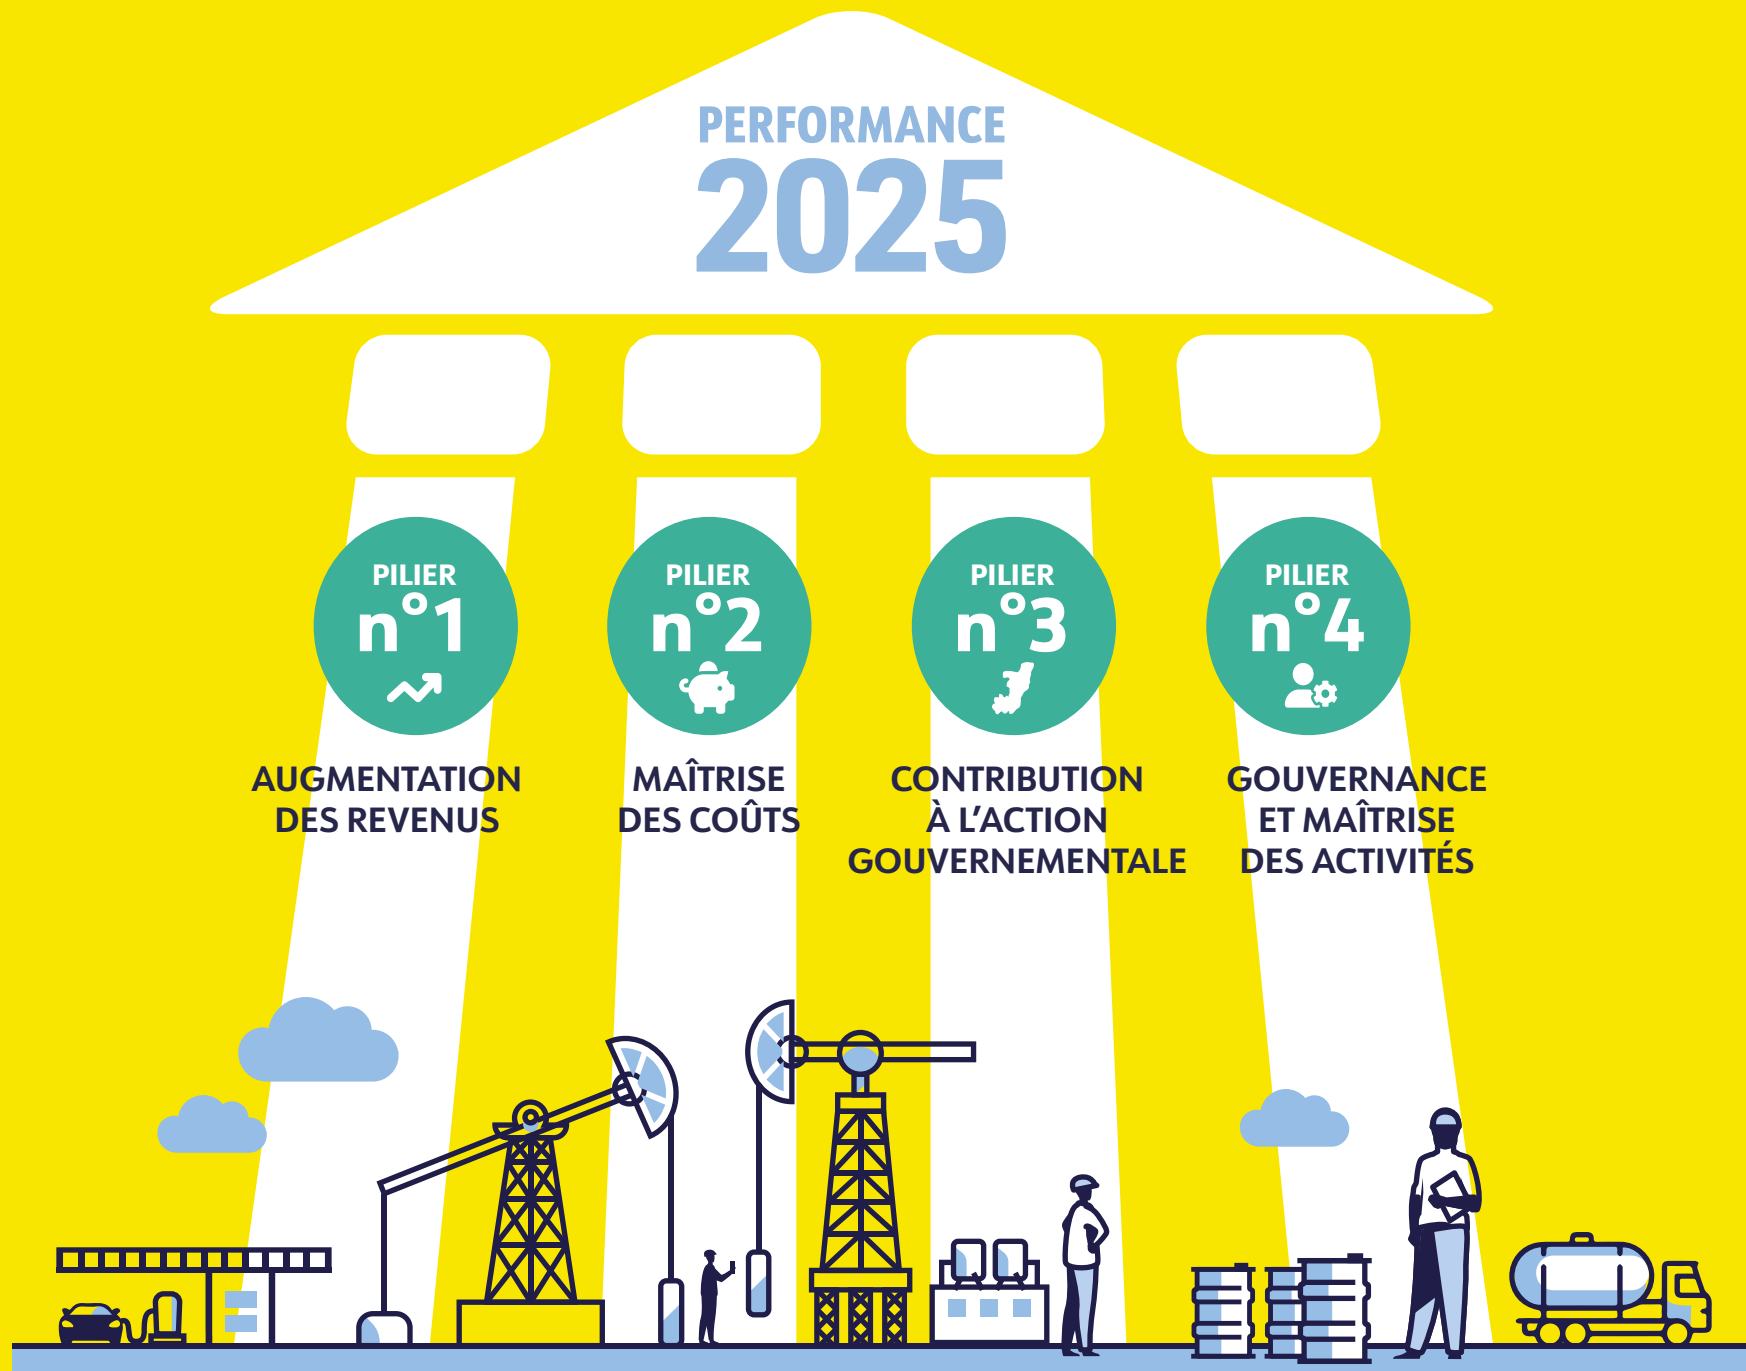 PERFORMANCE
2025
PILIER
n°1
AUGMENTATION
DES REVENUS
PILIER
n°2
MAÎTRISE
DES COÛTS
PILIER
n°3
CONTRIBUTION
À L’ACTION
GOUVERNEMENTALE
PILIER
n°4
GOUVERNANCE
ET MAÎTRISE
DES ACTIVITÉS